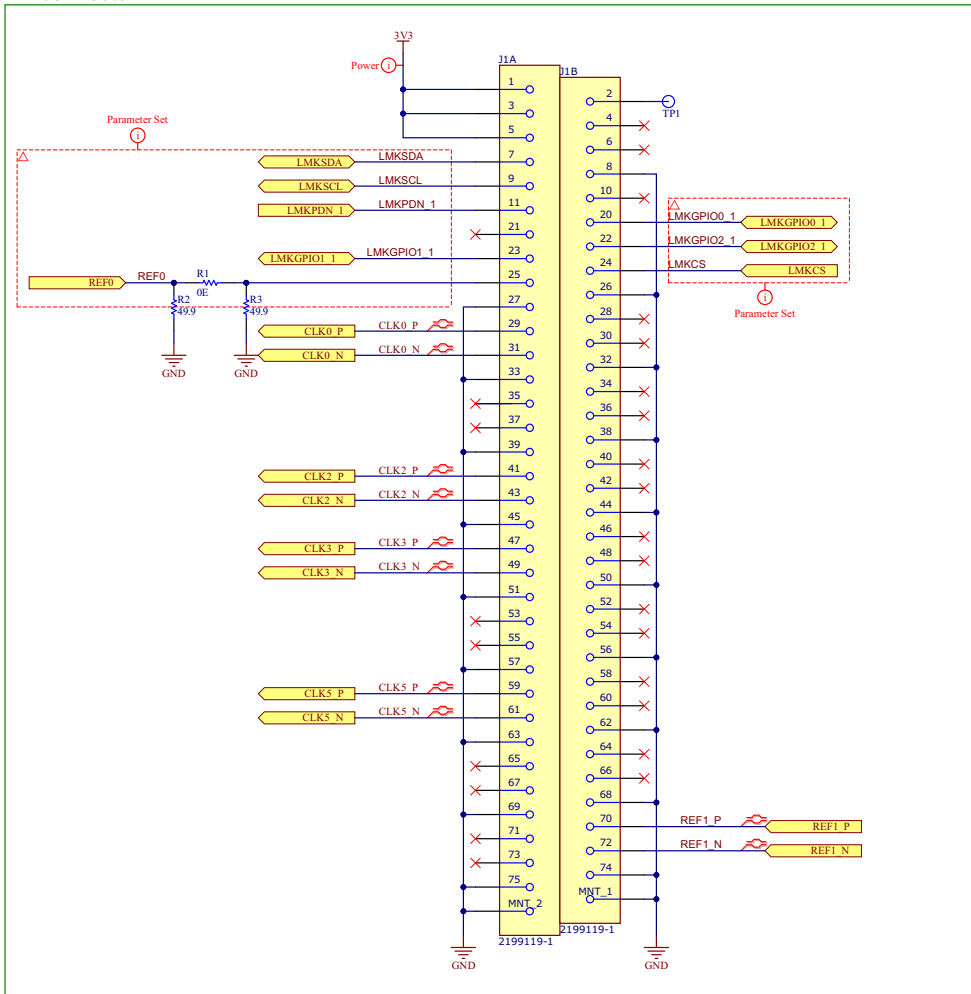 3V3
Power i
J1A
J1B
1
2
TP1
3
4
Parameter Set
i
5
6
LMKSDA LMKSDA 7
8
LMKSCL LMKSCL 9
10
LMKPDN_1 LMKPDN_1 11
20 LMKGPIO0_1 LMKGPIO0_1
21
22 LMKGPIO2_1 LMKGPIO2_1
LMKGPIO1_1 LMKGPIO1_1 23
24 LMKCS LMKCS
REF0 REF0 R1 25
0E
26
R2 R3 27
49.9 49.9
i
Parameter Set
28
CLK0_P CLK0_P 29
30
CLK0_N CLK0_N 31
GND GND
32
33
34
35
36
37
38
39
40
CLK2_P CLK2_P 41
42
CLK2_N CLK2_N 43
44
45
46
CLK3_P CLK3_P 47
48
CLK3_N CLK3_N 49
50
51
52
53
54
55
56
57
58
CLK5_P CLK5_P 59
60
CLK5_N CLK5_N 61
62
63
64
65
66
67
68
69
70 REF1_P REF1_P
71
72 REF1_N REF1_N
73
74
75
MNT_1
MNT_2
2199119-1
2199119-1
GND GND